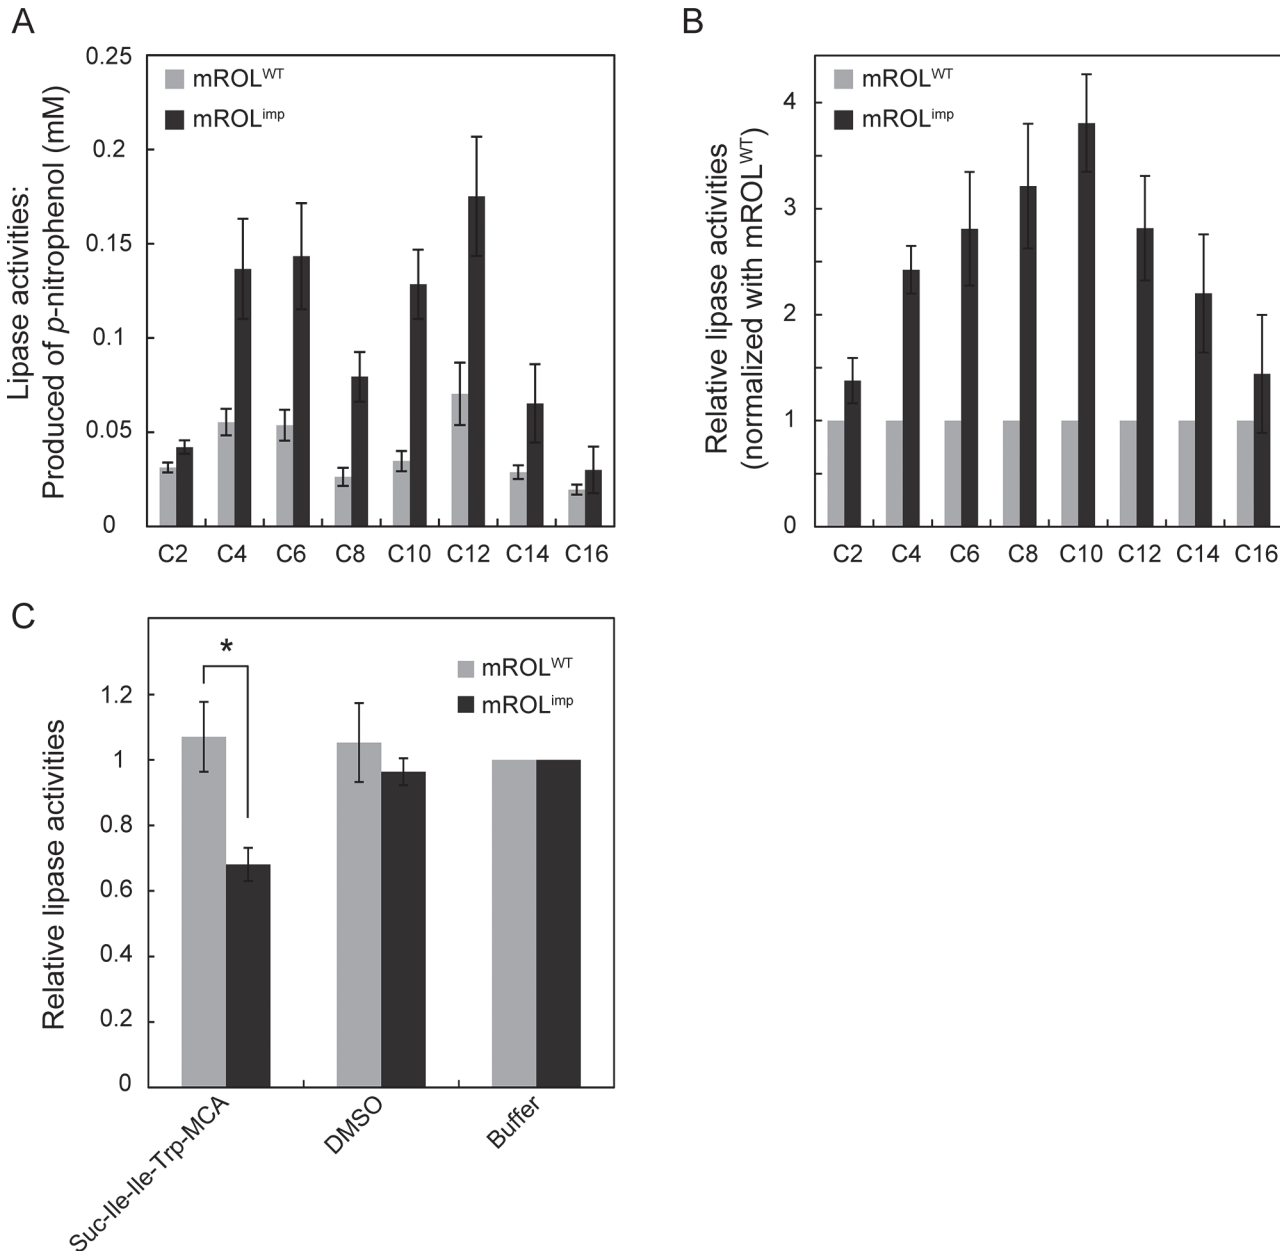 A
Lipase activities:
Produced of p-nitrophenol (mM)
0.25
0.2
0.15
0.1
0.05
0
mROL^WT
mROL^imp
C2 C4 C6 C8 C10 C12 C14 C16
B
Relative lipase activities
(normalized with mROL^WT)
4
3
2
1
0
mROL^WT
mROL^imp
C2 C4 C6 C8 C10 C12 C14 C16
C
Relative lipase activities
1.2
1
0.8
0.6
0.4
0.2
0
*
mROL^WT
mROL^imp
Suc-Ile-Ile-Trp-MCA
DMSO
Buffer